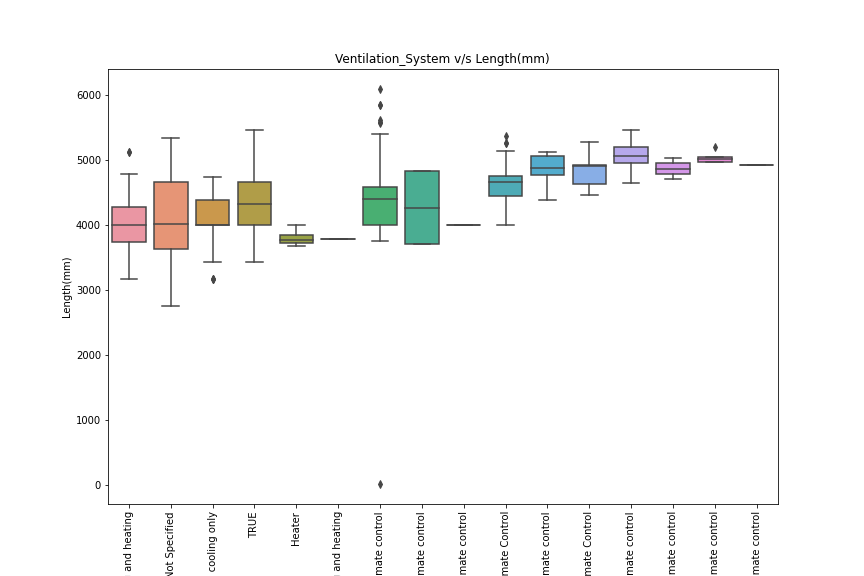 Ventilation_System v/s Length(mm)
6000
5000
4000
3000
2000
1000
0
Length(mm)
and heating
Not Specified
cooling only
TRUE
Heater
and heating
mate control
mate control
mate control
mate Control
mate control
mate Control
mate control
mate control
mate control
mate control